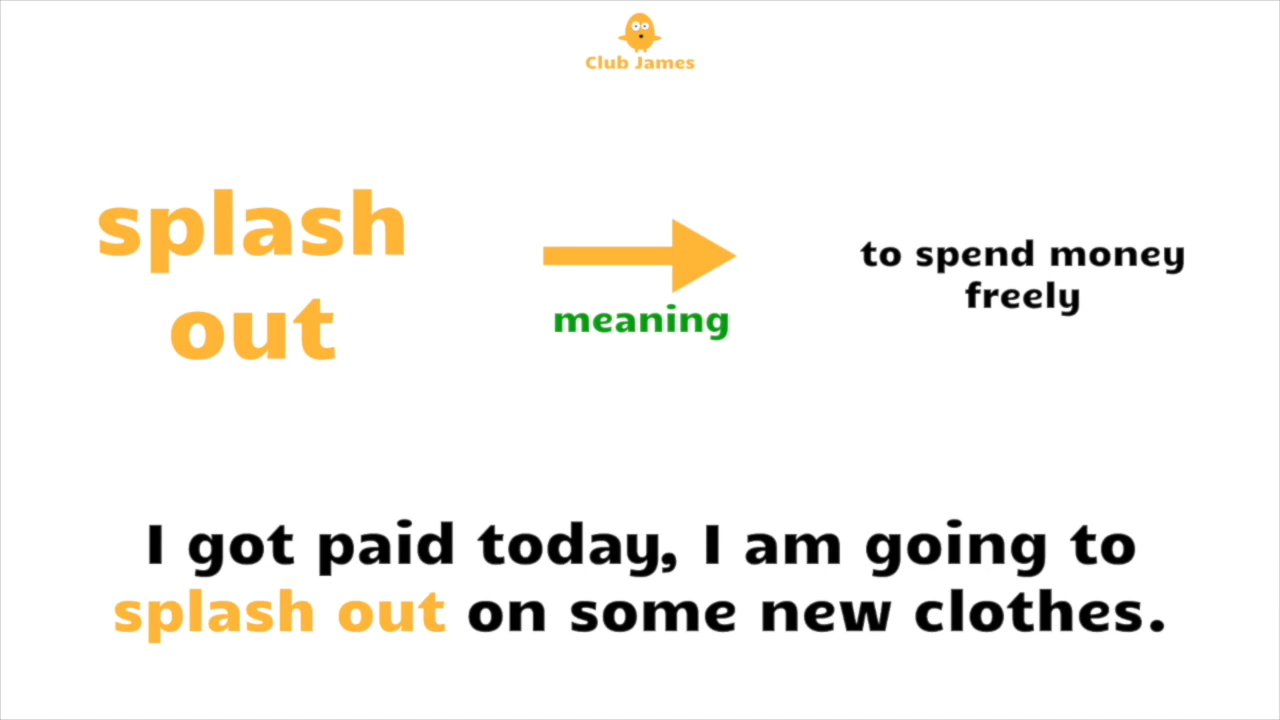 Club James
splash
out
meaning
to spend money
freely
I got paid today, I am going to
splash out on some new clothes.